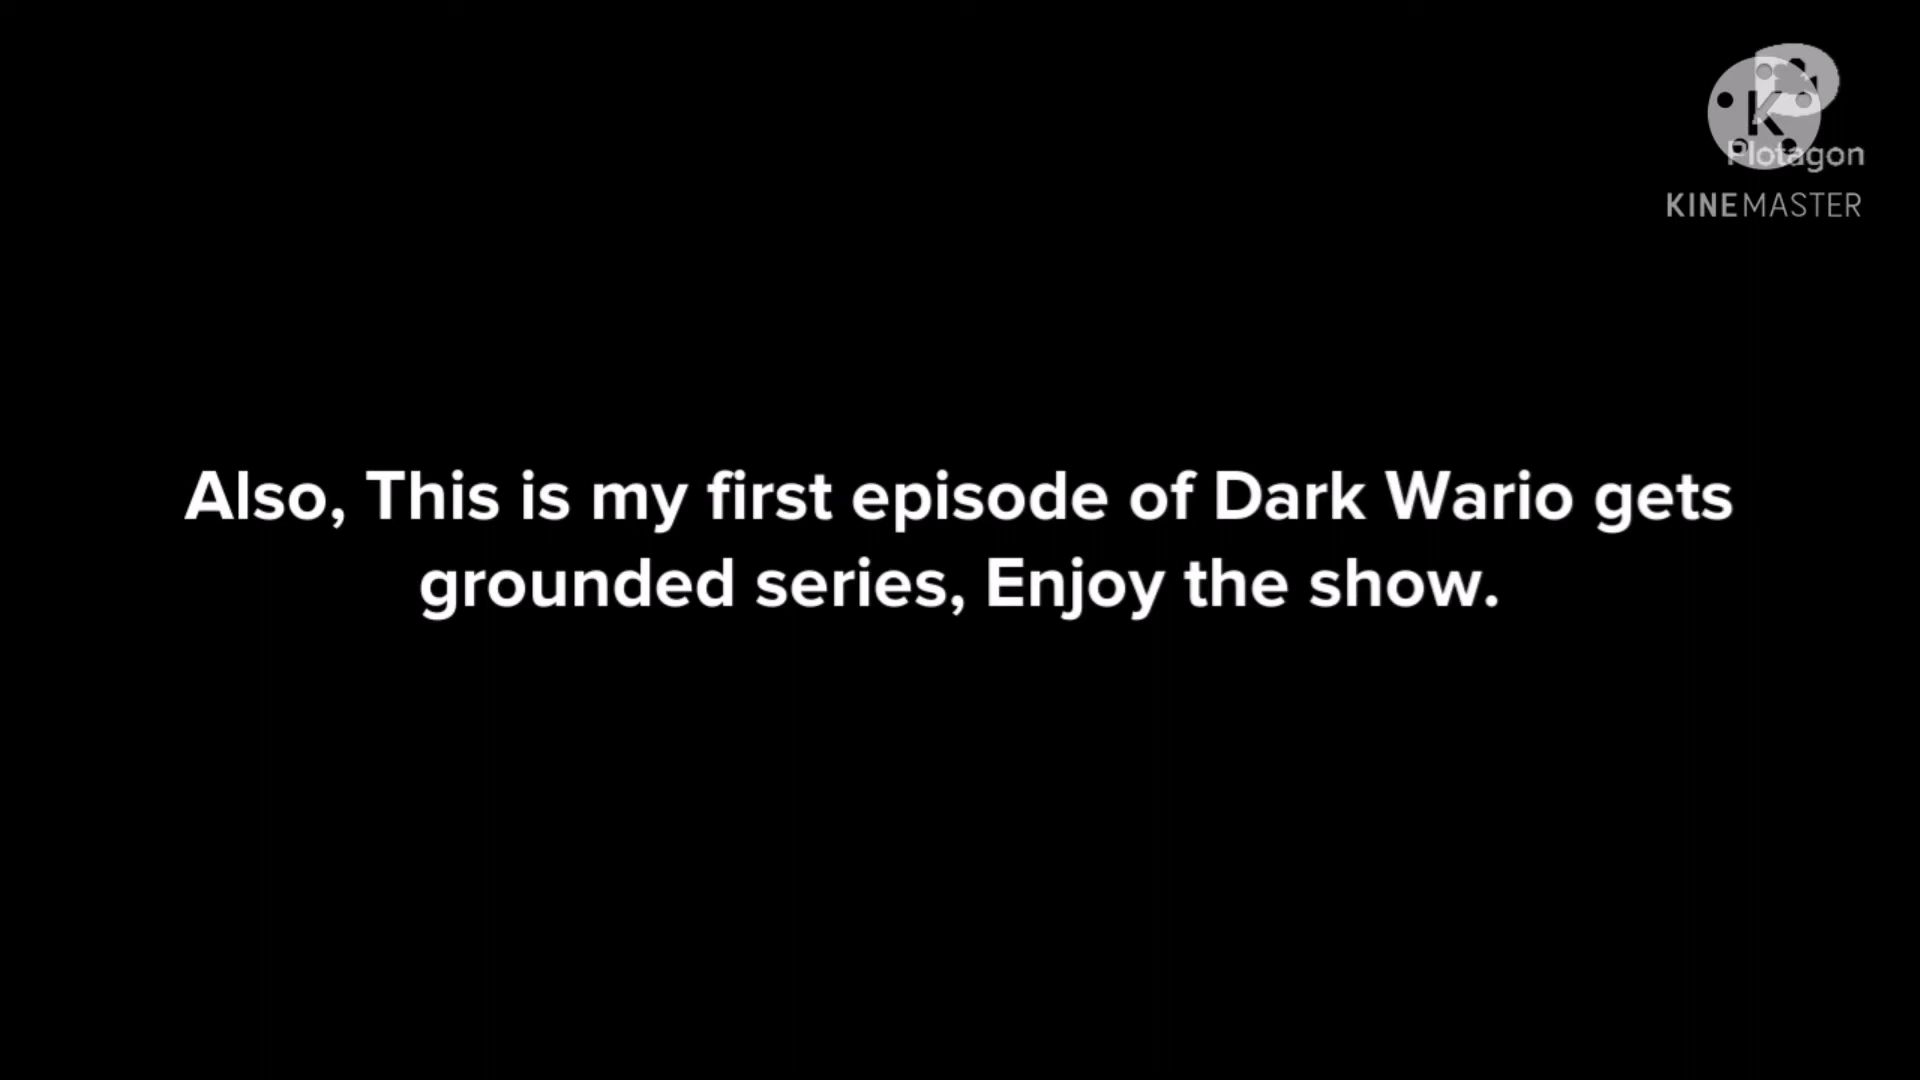 K
Plotagon
KINEMASTER
Also, This is my first episode of Dark Wario gets
grounded series, Enjoy the show.